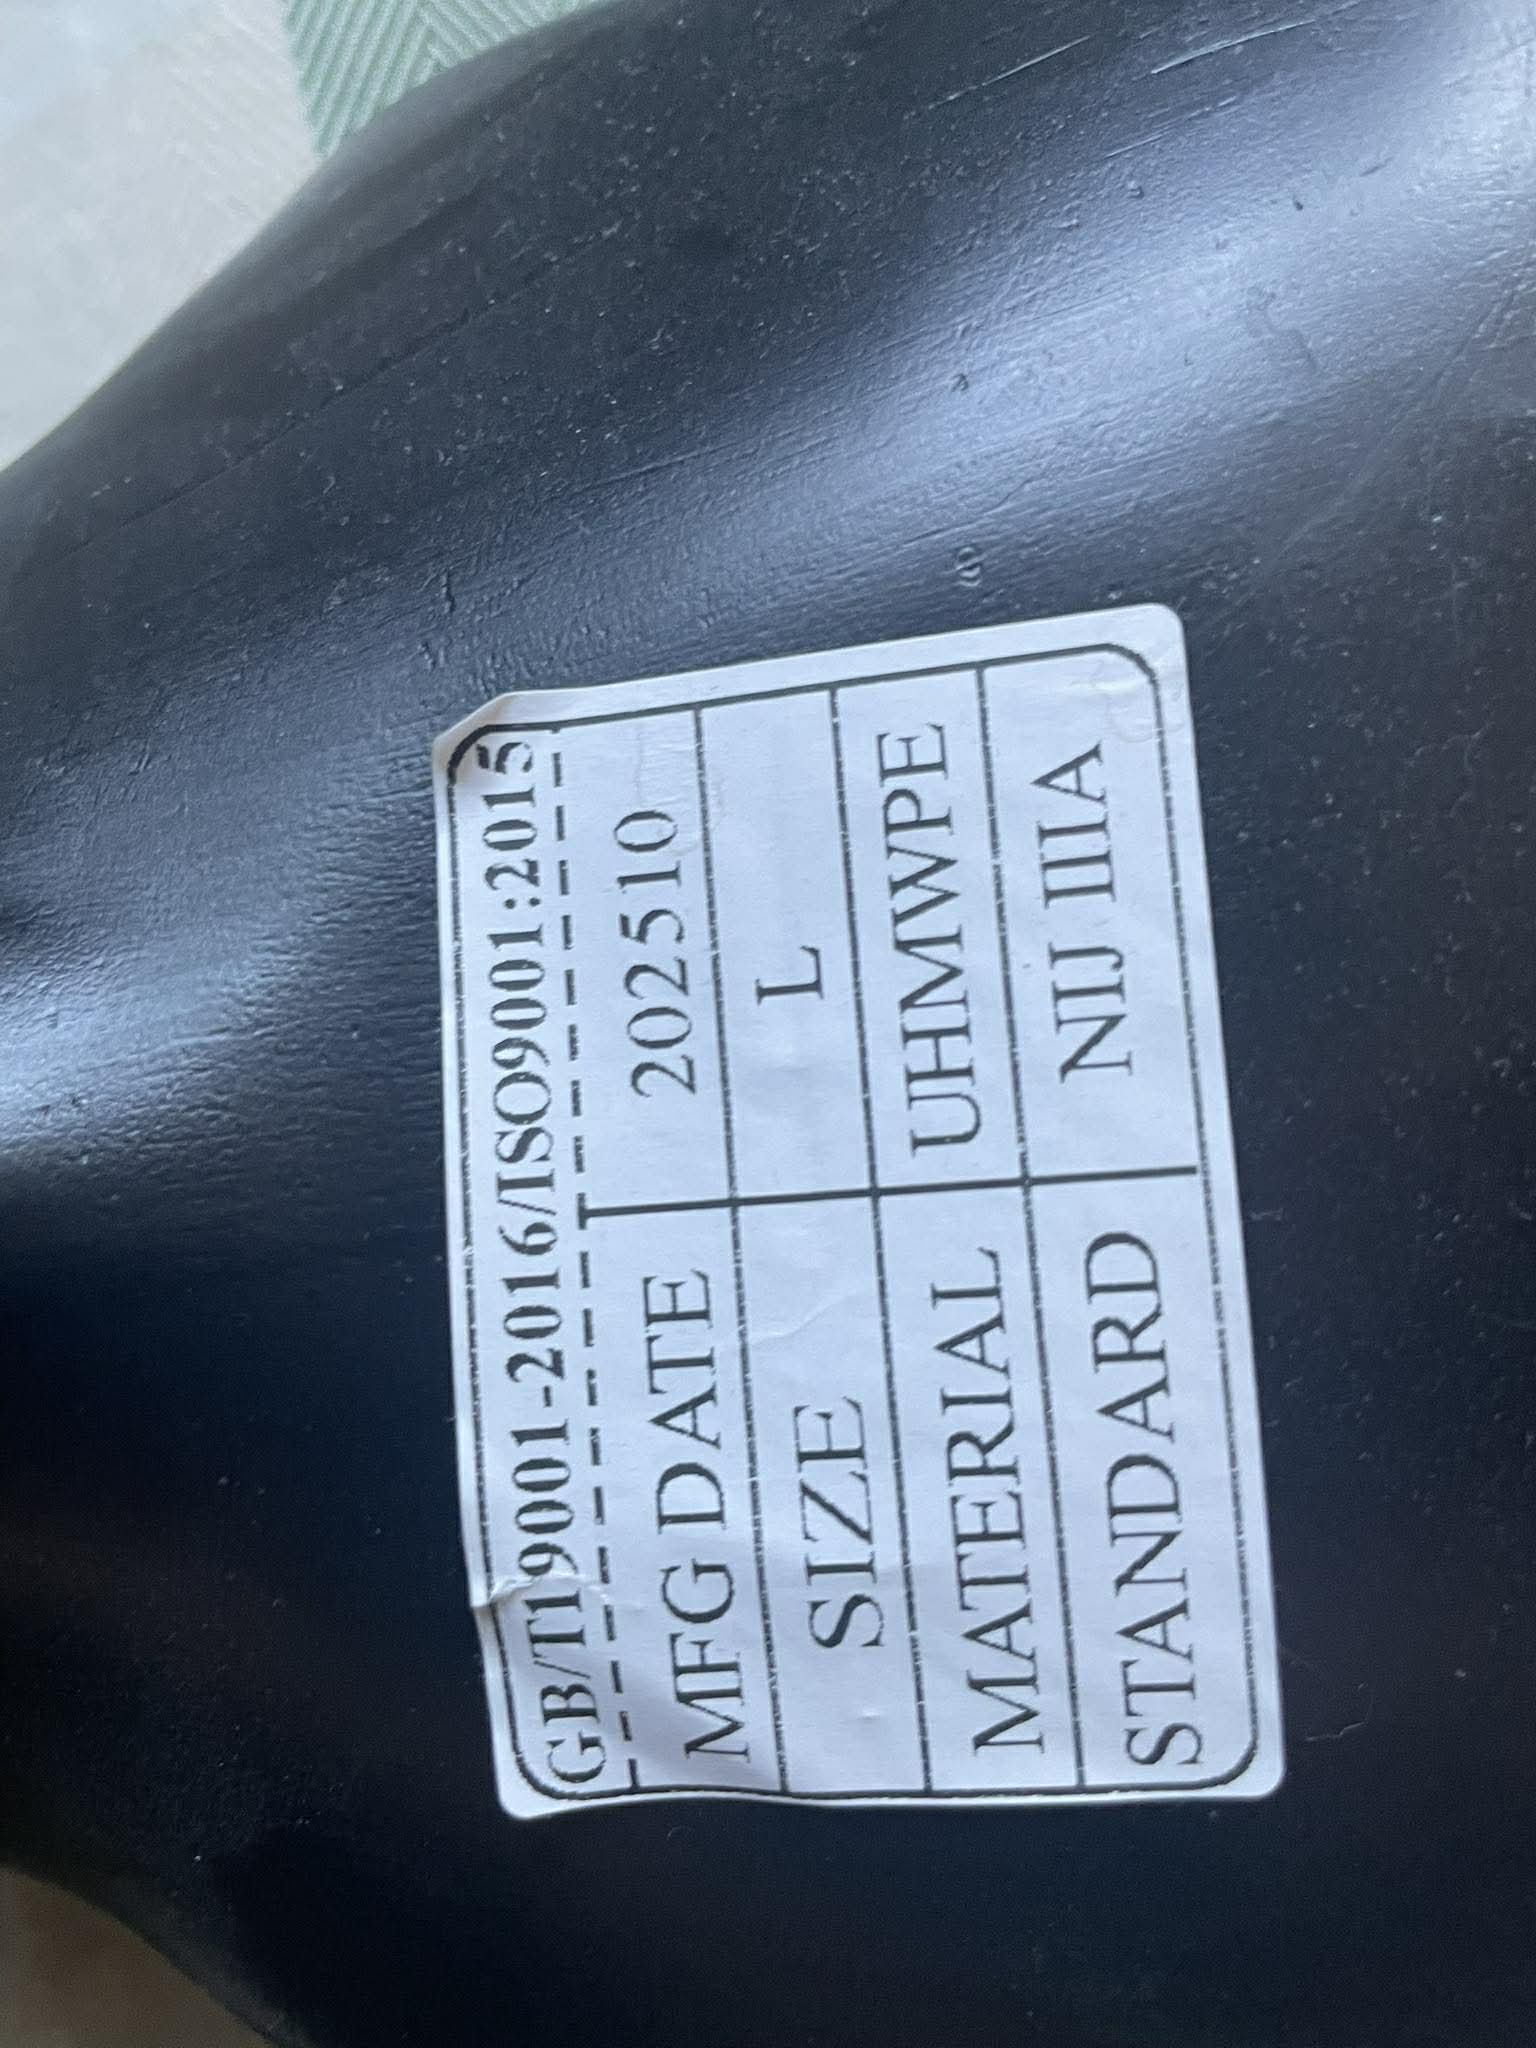 GB/T19001-2016/ISO9001:2015
MFG DATE 202510
SIZE L
MATERIAL UHMWPE
STANDARD NIJ IIIA